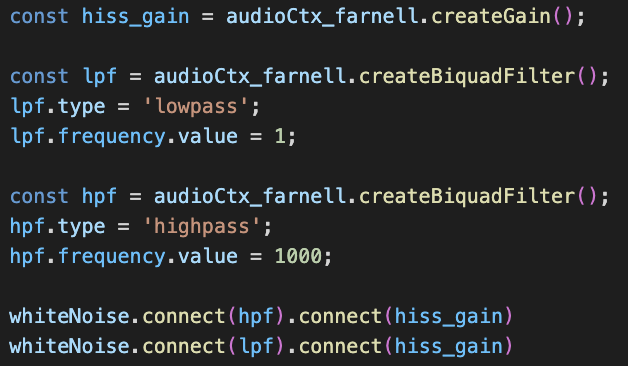 const hiss_gain = audioCtx_farnell.createGain();
const lpf = audioCtx_farnell.createBiquadFilter();
lpf.type = 'lowpass';
lpf.frequency.value = 1;
const hpf = audioCtx_farnell.createBiquadFilter();
hpf.type = 'highpass';
hpf.frequency.value = 1000;
whiteNoise.connect(hpf).connect(hiss_gain)
whiteNoise.connect(lpf).connect(hiss_gain)